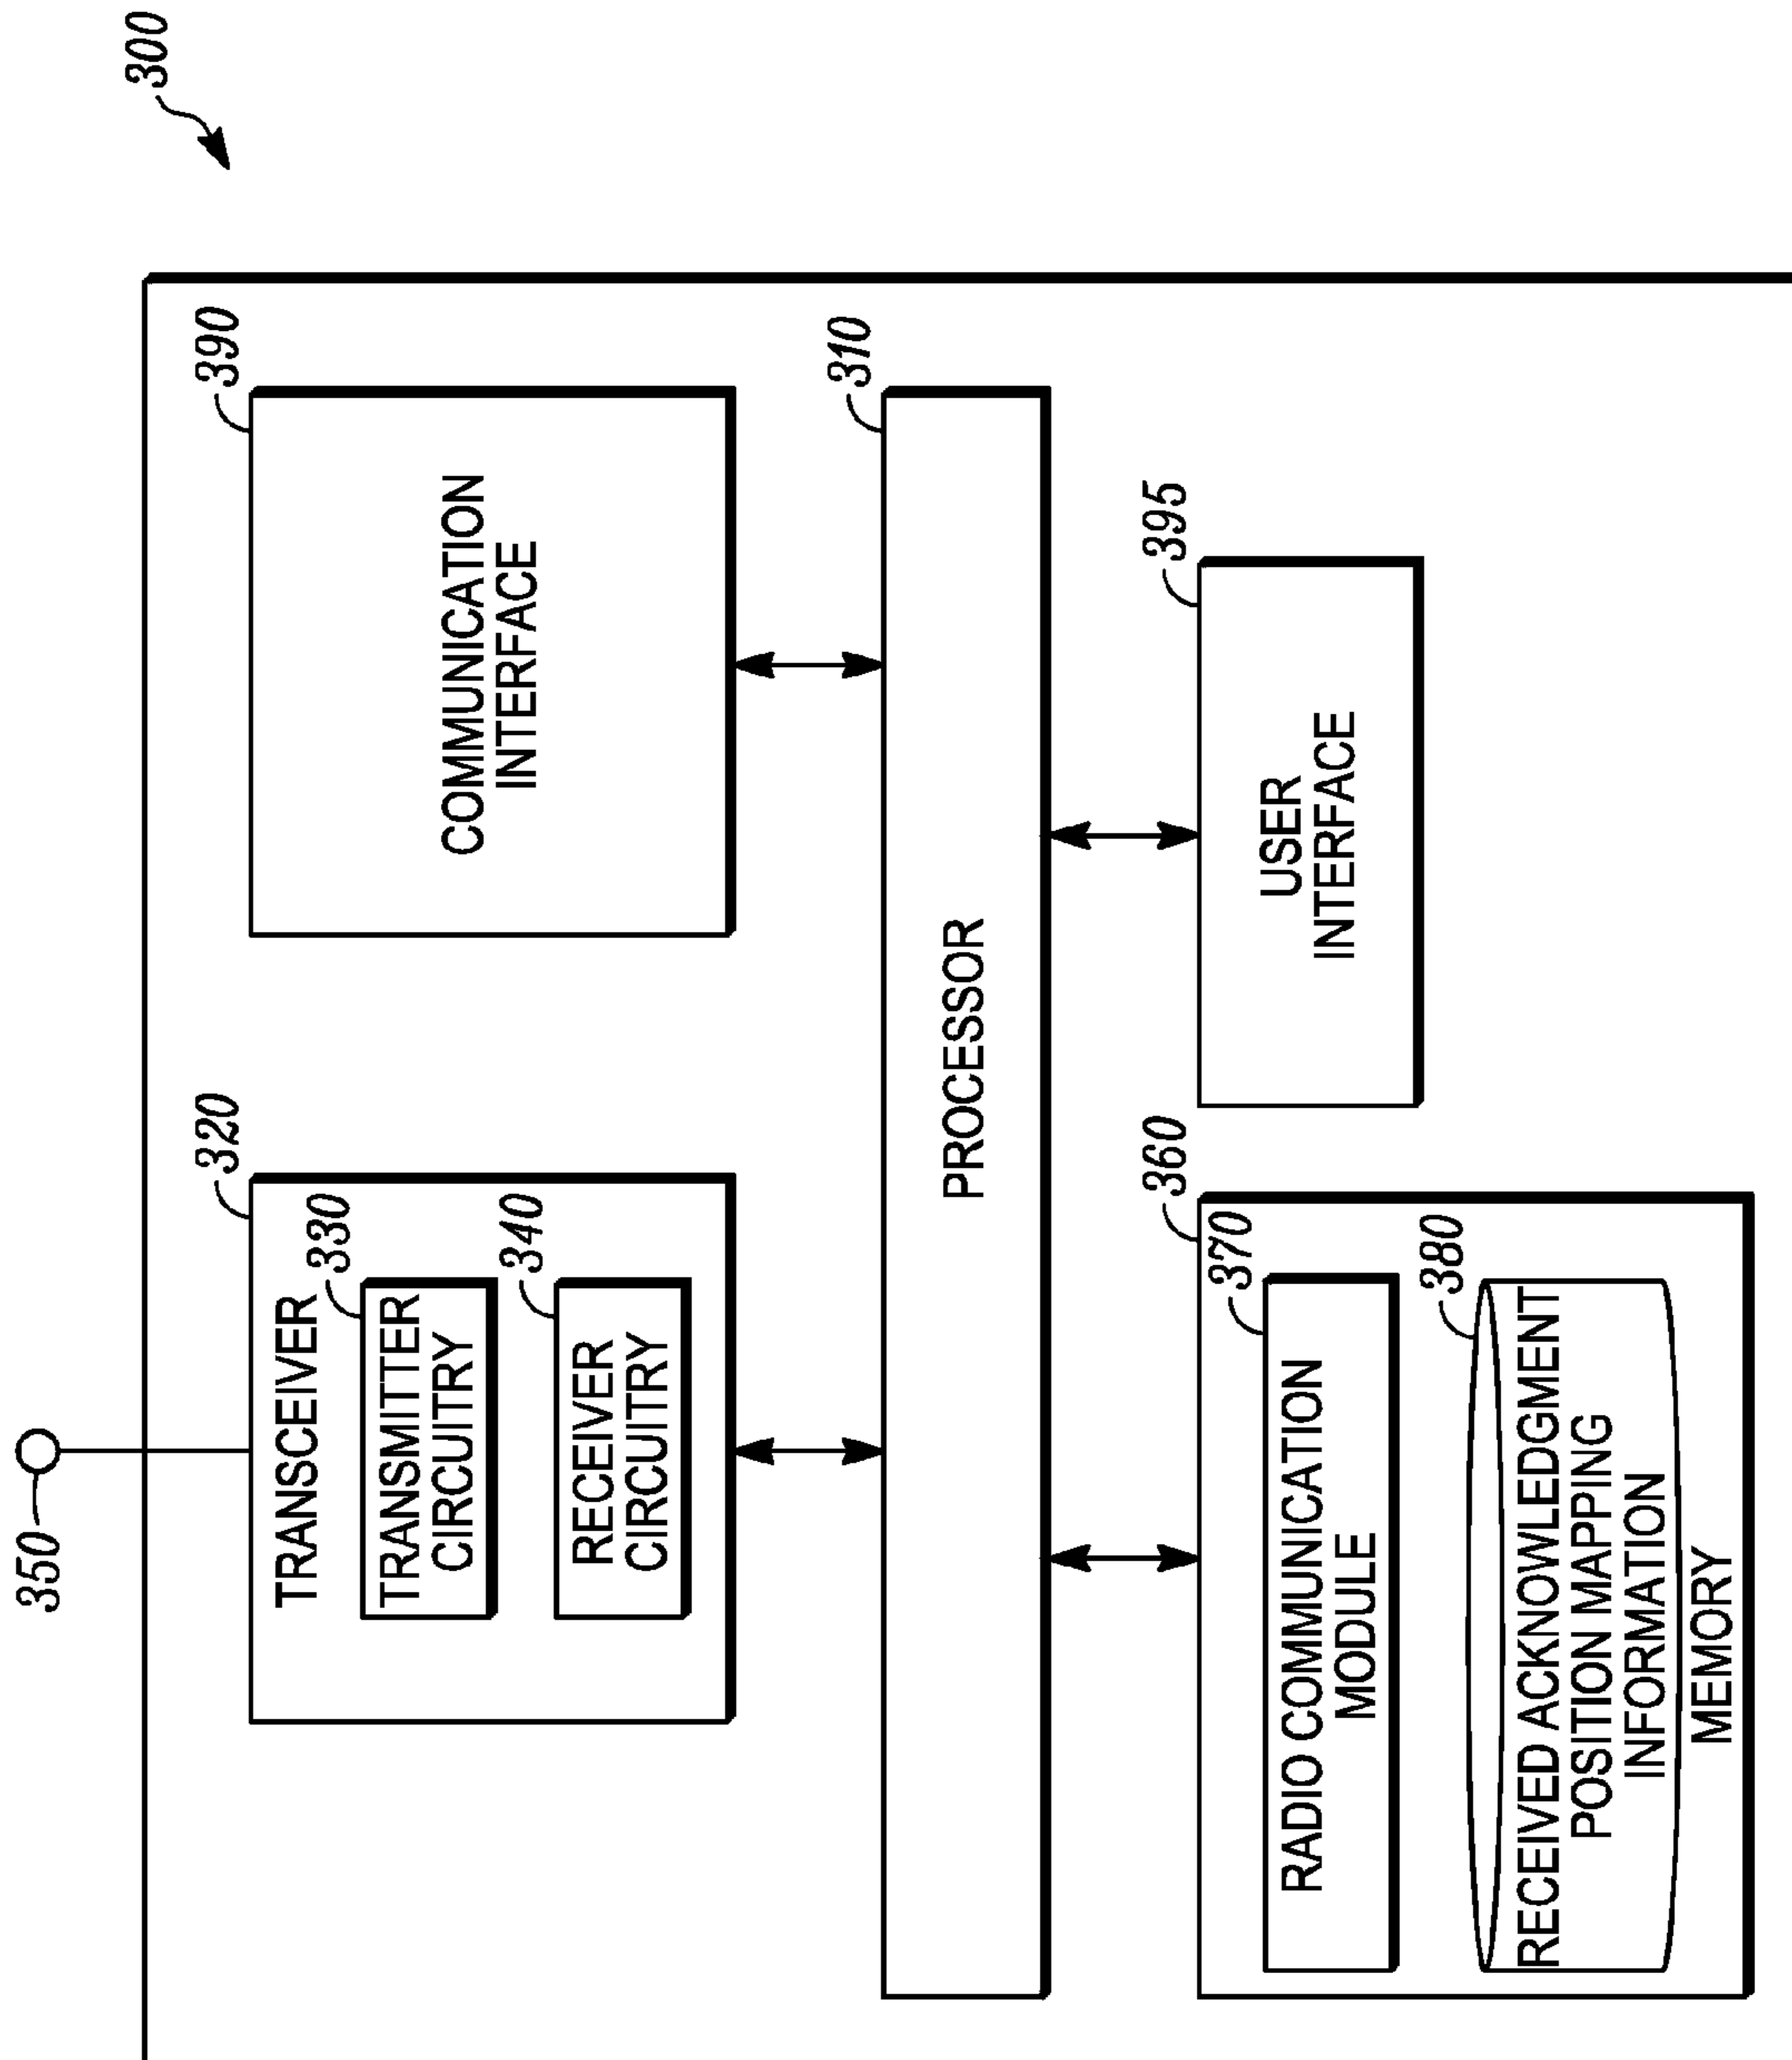 300
350
320
TRANSCEIVER
330
TRANSMITTER
CIRCUITRY
340
RECEIVER
CIRCUITRY
390
COMMUNICATION
INTERFACE
310
PROCESSOR
360
370
RADIO COMMUNICATION
MODULE
380
RECEIVED ACKNOWLEDGMENT
POSITION MAPPING
INFORMATION
MEMORY
395
USER
INTERFACE